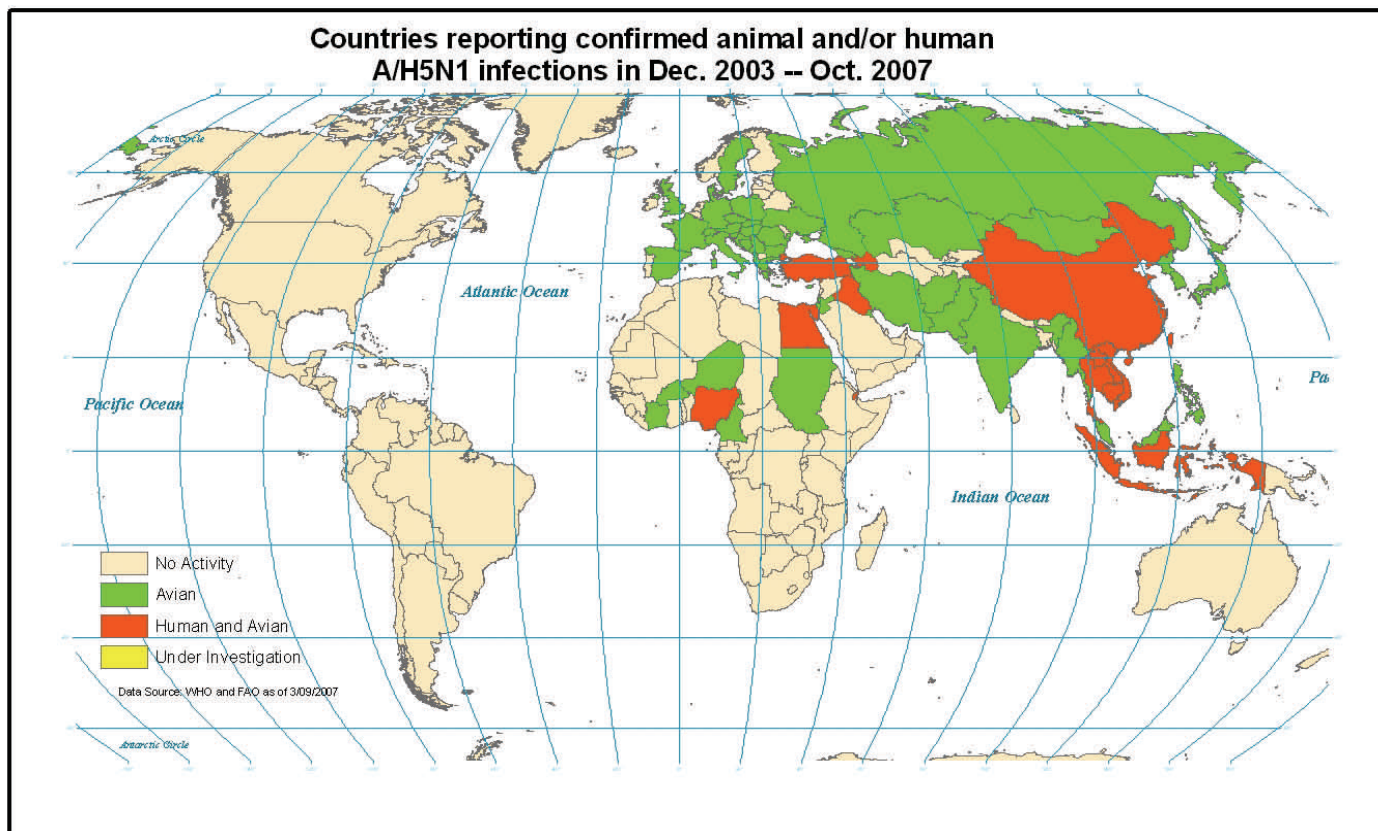 Countries reporting confirmed animal and/or human
A/H5N1 infections in Dec. 2003 -- Oct. 2007
Arctic Circle
Atlantic Ocean
Pacific Ocean
Pa
Indian Ocean
No Activity
Avian
Human and Avian
Under Investigation
Data Source: WHO and FAO as of 3/09/2007
Antarctic Circle